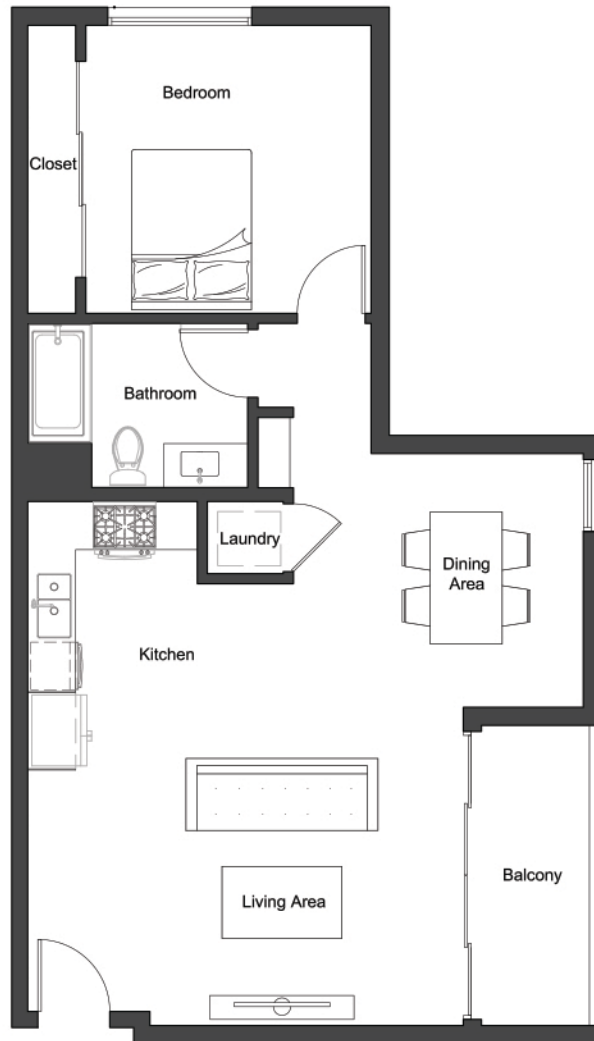 Bedroom
Closet
Bathroom
Laundry
Dining
Area
Kitchen
Balcony
Living Area